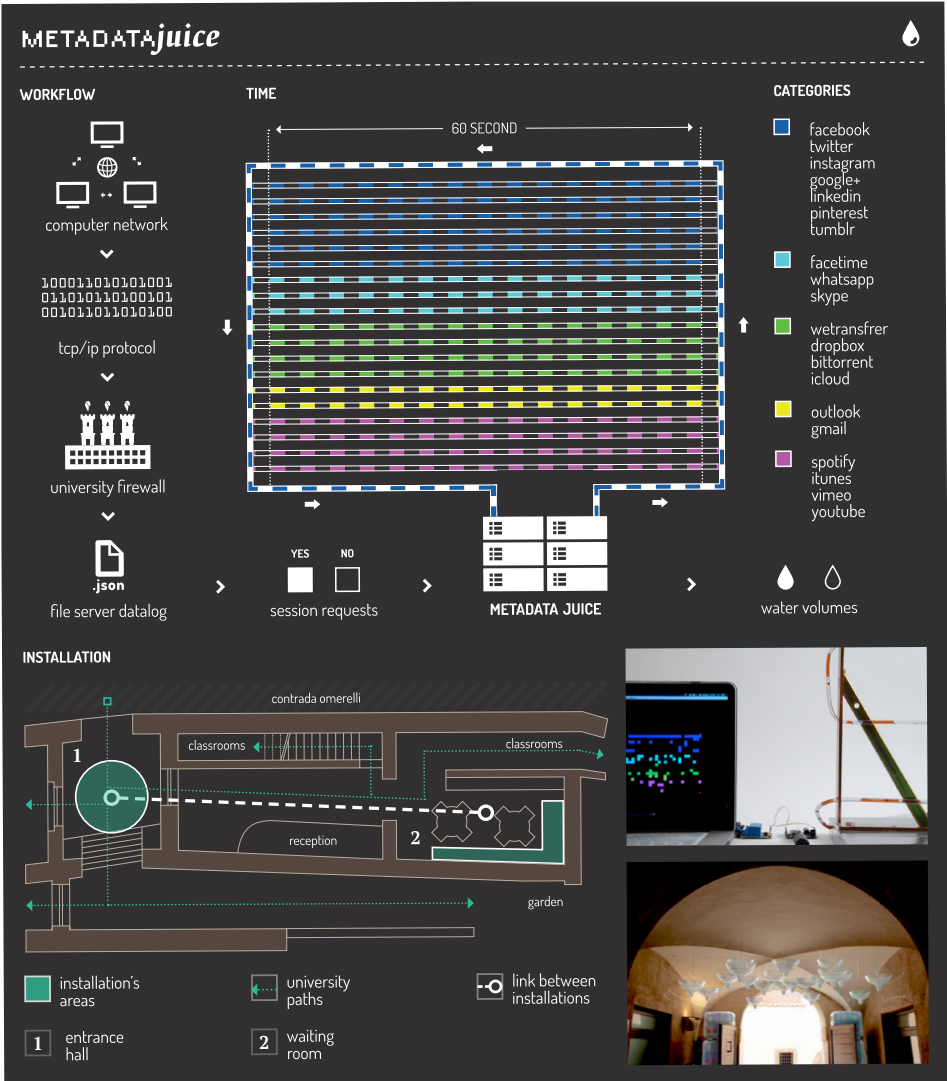 METADATAjuice
WORKFLOW
computer network
100011011010100 1
011010110100101
001011011010100
tcp/ip protocol
university firewall
.json
file server datalog
TIME
60 SECOND
YES
NO
session requests
METADATA JUICE
CATEGORIES
facebook
twitter
instagram
google+
linkedin
pinterest
tumblr
facetime
whatsapp
skype
wetransfrer
dropbox
bittorrent
icloud
outlook
gmail
spotify
itunes
vimeo
youtube
water volumes
INSTALLATION
contrada omerelli
1
classrooms
classrooms
reception
2
garden
installation's
areas
university
paths
link between
installations
1
entrance
hall
2
waiting
room